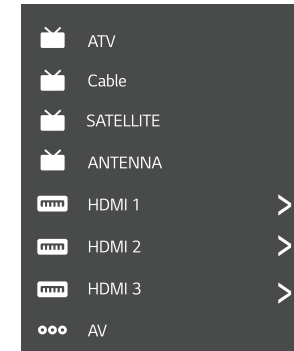 ATV
Cable
SATELLITE
ANTENNA
HDMI 1
HDMI 2
HDMI 3
AV